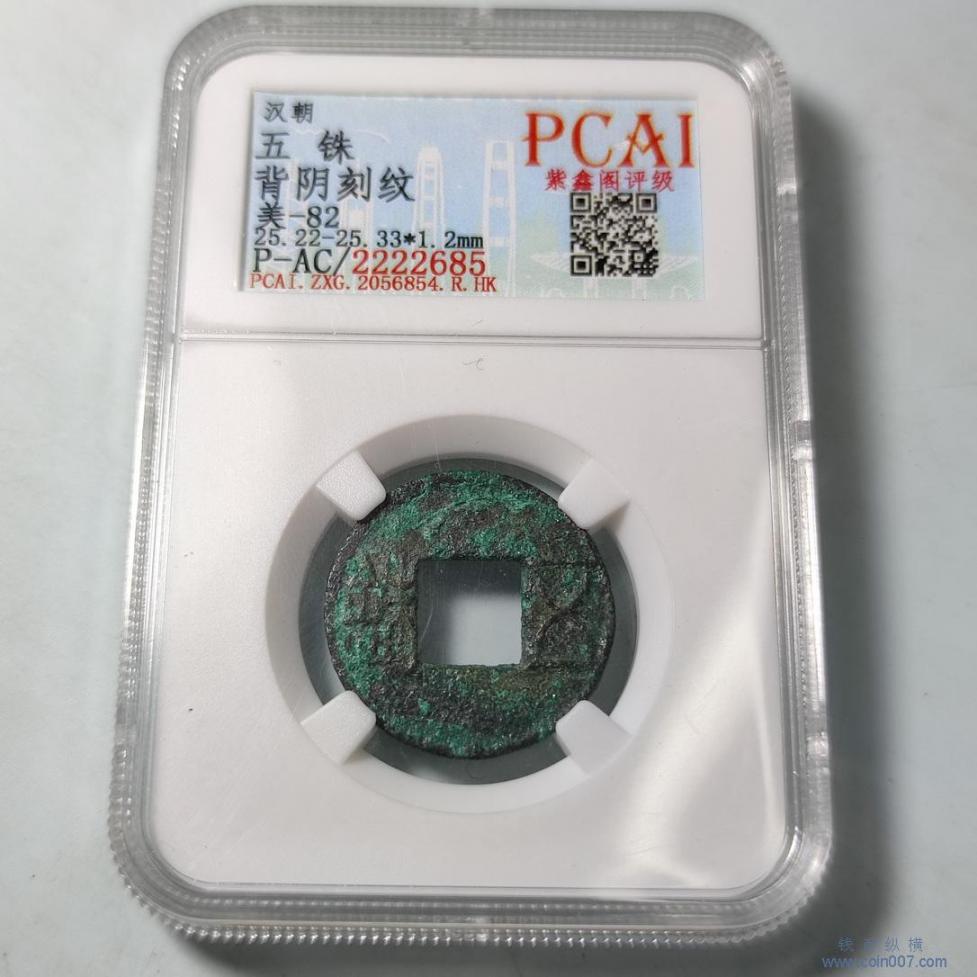 汉朝
五 铢
背阴刻纹
美-82
25.22-25.33*1.2mm
P-AC/2222685
PCAI.ZXG.2056854.R.HK
PCAI
紫鑫阁评级
五
www.coin007.com